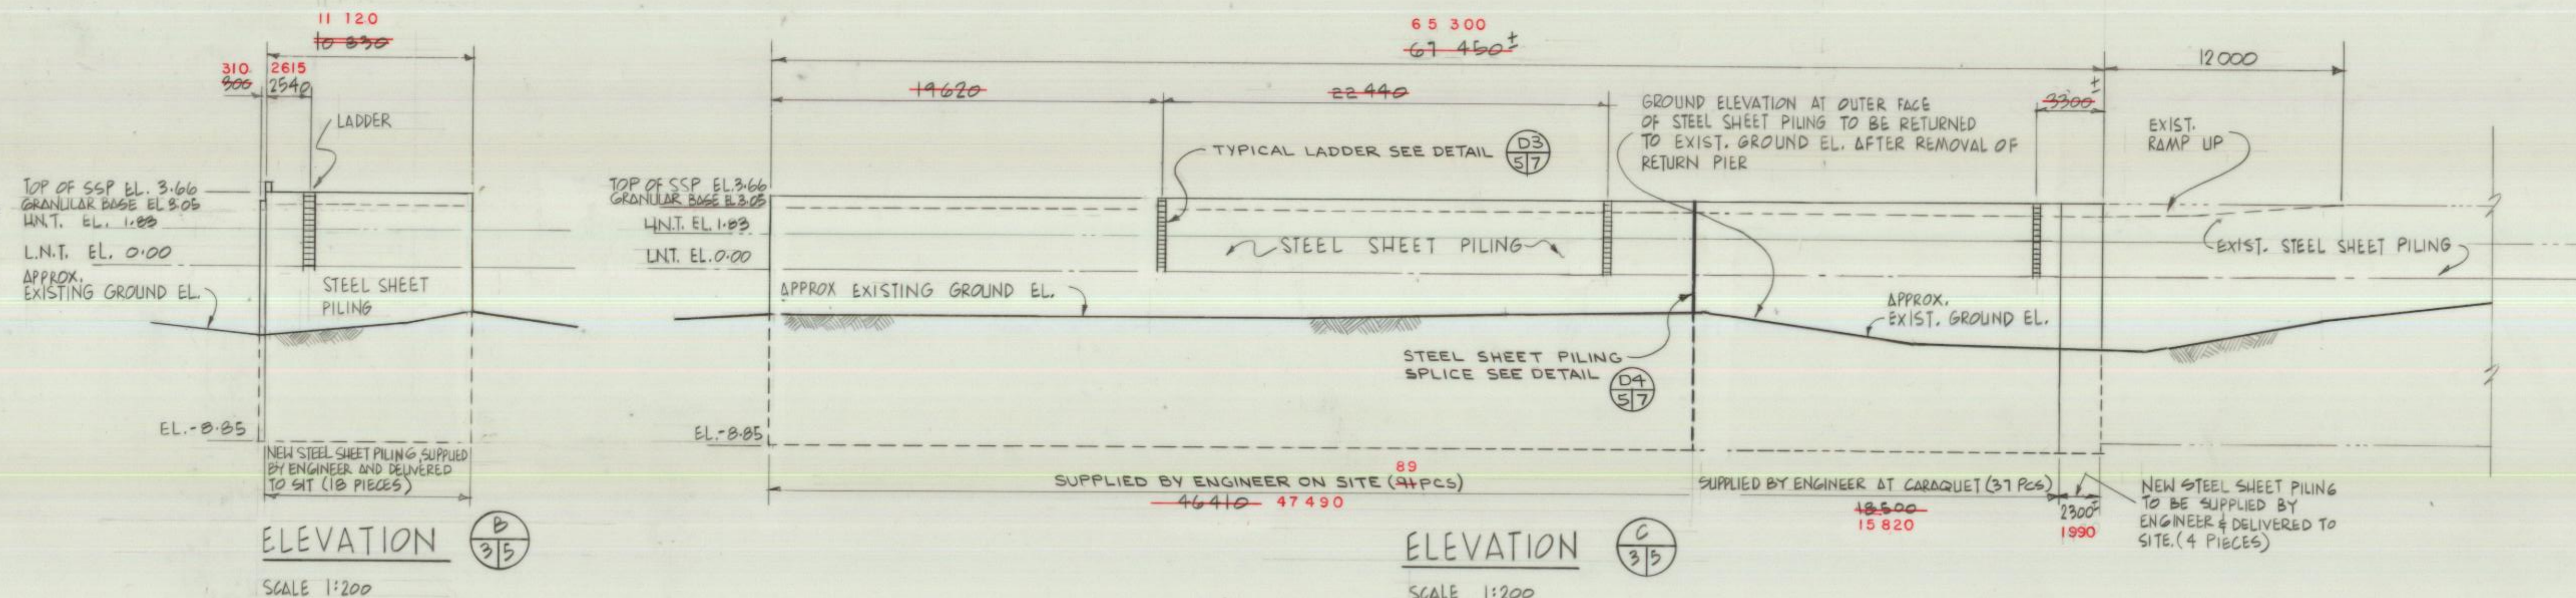 11 120
10 830
310 2615
300 2540
LADDER
TOP OF SSP EL. 3.66
GRANULAR BASE EL 3.05
H.N.T. EL. 1.83
L.N.T. EL. 0.00
APPROX.
EXISTING GROUND EL.
STEEL SHEET
PILING
EL.-8.85
NEW STEEL SHEET PILING, SUPPLIED
BY ENGINEER AND DELIVERED
TO SIT (18 PIECES)
ELEVATION
B
3 5
SCALE 1:200
65 300
67 450±
19620
22 440
3300±
12000
TYPICAL LADDER SEE DETAIL
D3
5 7
GROUND ELEVATION AT OUTER FACE
OF STEEL SHEET PILING TO BE RETURNED
TO EXIST. GROUND EL. AFTER REMOVAL OF
RETURN PIER
EXIST.
RAMP UP
TOP OF SSP EL.3.66
GRANULAR BASE EL 3.05
H.N.T. EL 1.83
LNT. EL.0.00
STEEL SHEET PILING
EXIST. STEEL SHEET PILING
APPROX EXISTING GROUND EL.
APPROX.
EXIST. GROUND EL.
STEEL SHEET PILING
SPLICE SEE DETAIL
D4
5 7
EL.-8.85
89
SUPPLIED BY ENGINEER ON SITE (91 PCS)
46410 47 490
SUPPLIED BY ENGINEER AT CARAQUET (37 PCS)
18500
15 820
2300±
1990
NEW STEEL SHEET PILING
TO BE SUPPLIED BY
ENGINEER & DELIVERED TO
SITE. (4 PIECES)
ELEVATION
C
3 5
SCALE 1:200